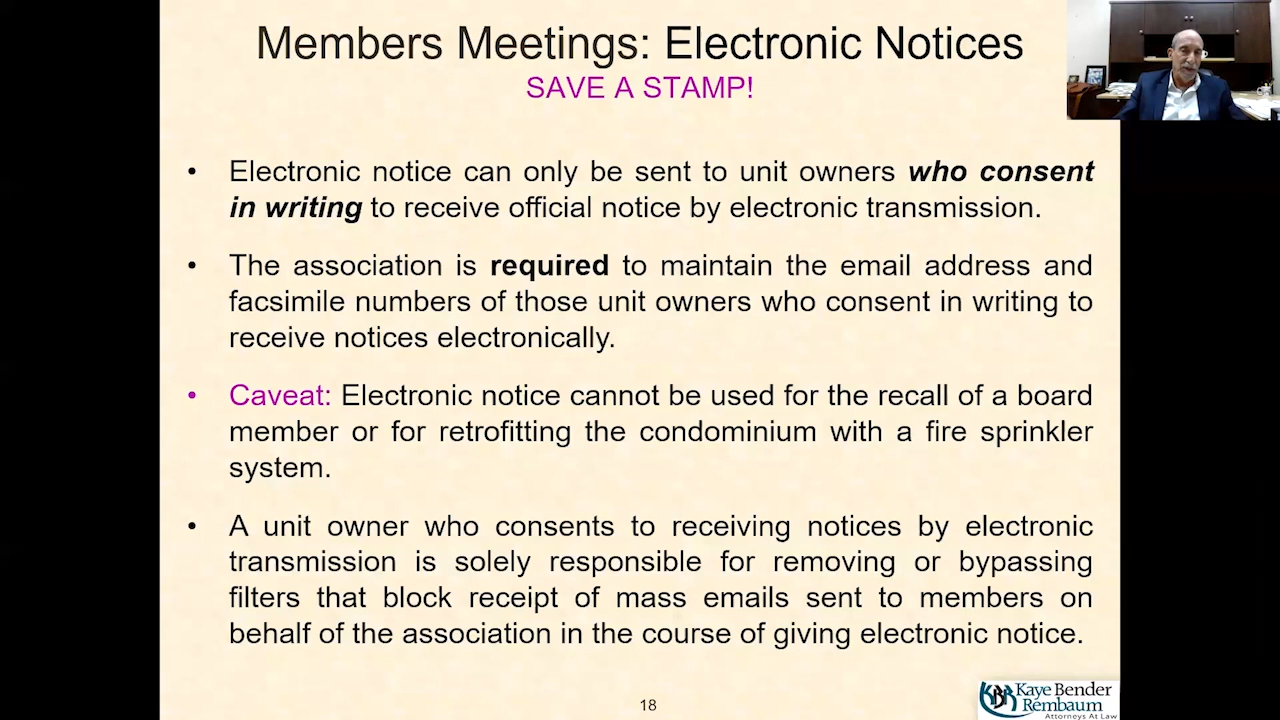 Members Meetings: Electronic Notices
SAVE A STAMP!
• Electronic notice can only be sent to unit owners who consent
in writing to receive official notice by electronic transmission.
• The association is required to maintain the email address and
facsimile numbers of those unit owners who consent in writing to
receive notices electronically.
• Caveat: Electronic notice cannot be used for the recall of a board
member or for retrofitting the condominium with a fire sprinkler
system.
• A unit owner who consents to receiving notices by electronic
transmission is solely responsible for removing or bypassing
filters that block receipt of mass emails sent to members on
behalf of the association in the course of giving electronic notice.
18
KBR Kaye Bender
Rembaum
Attorneys At Law